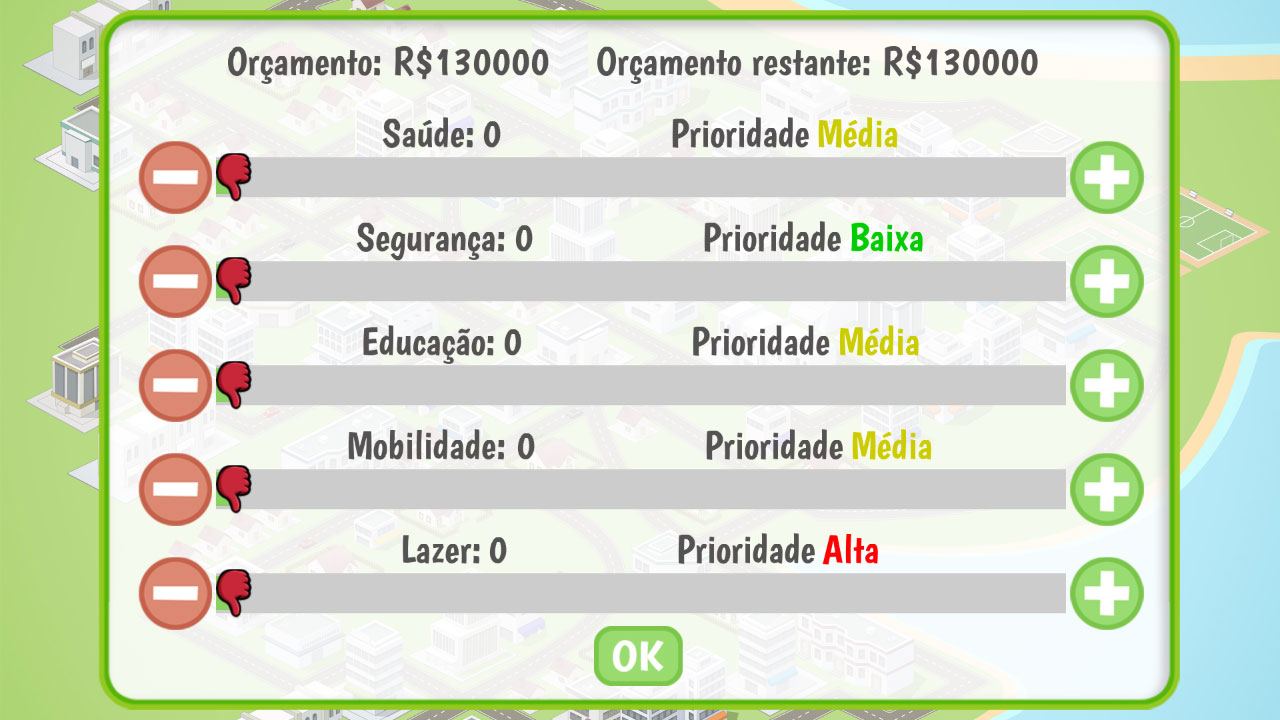 Orçamento: R$130000 Orçamento restante: R$130000
Saúde: 0 Prioridade Média
Segurança: 0 Prioridade Baixa
Educação: 0 Prioridade Média
Mobilidade: 0 Prioridade Média
Lazer: 0 Prioridade Alta
OK